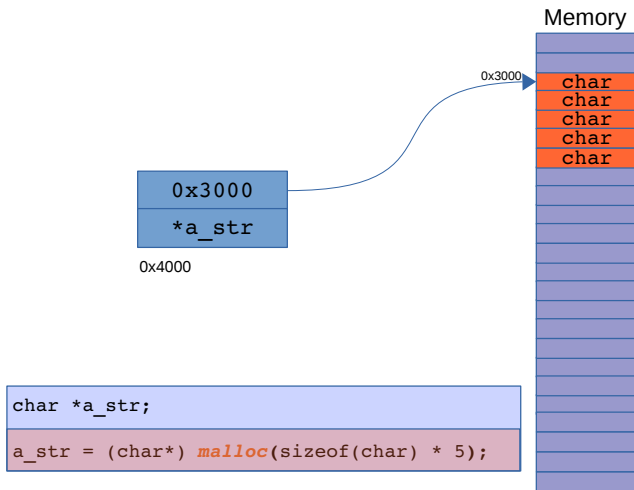 Memory
0x3000
char
char
char
char
char
0x3000
*a_str
0x4000
char *a_str;
a_str = (char*) malloc(sizeof(char) * 5);